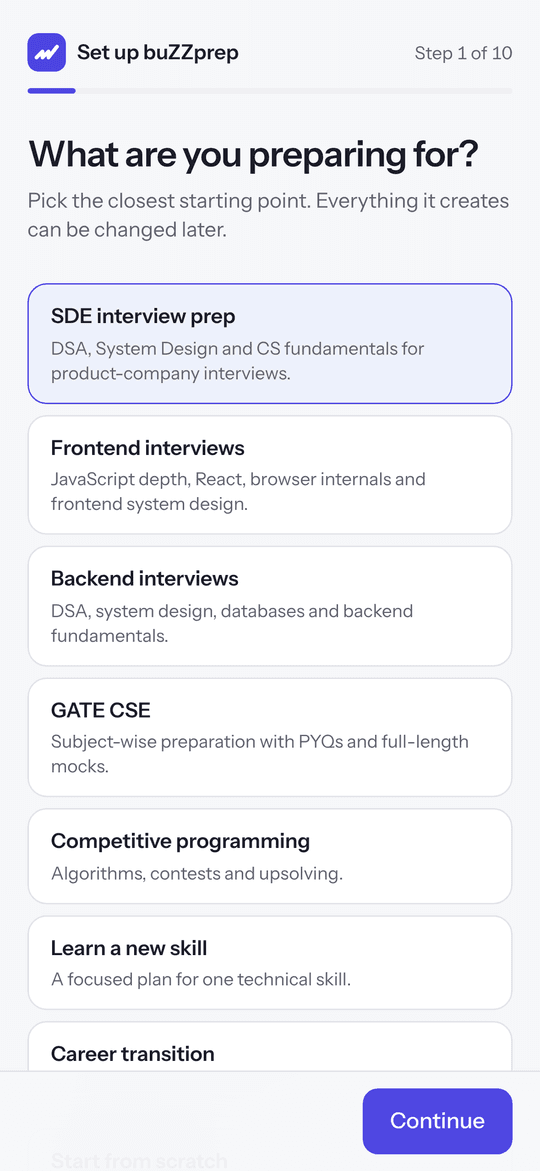 Set up buZZprep
Step 1 of 10
What are you preparing for?
Pick the closest starting point. Everything it creates
can be changed later.
SDE interview prep
DSA, System Design and CS fundamentals for
product-company interviews.
Frontend interviews
JavaScript depth, React, browser internals and
frontend system design.
Backend interviews
DSA, system design, databases and backend
fundamentals.
GATE CSE
Subject-wise preparation with PYQs and full-length
mocks.
Competitive programming
Algorithms, contests and upsolving.
Learn a new skill
A focused plan for one technical skill.
Career transition
Continue
Start from scratch